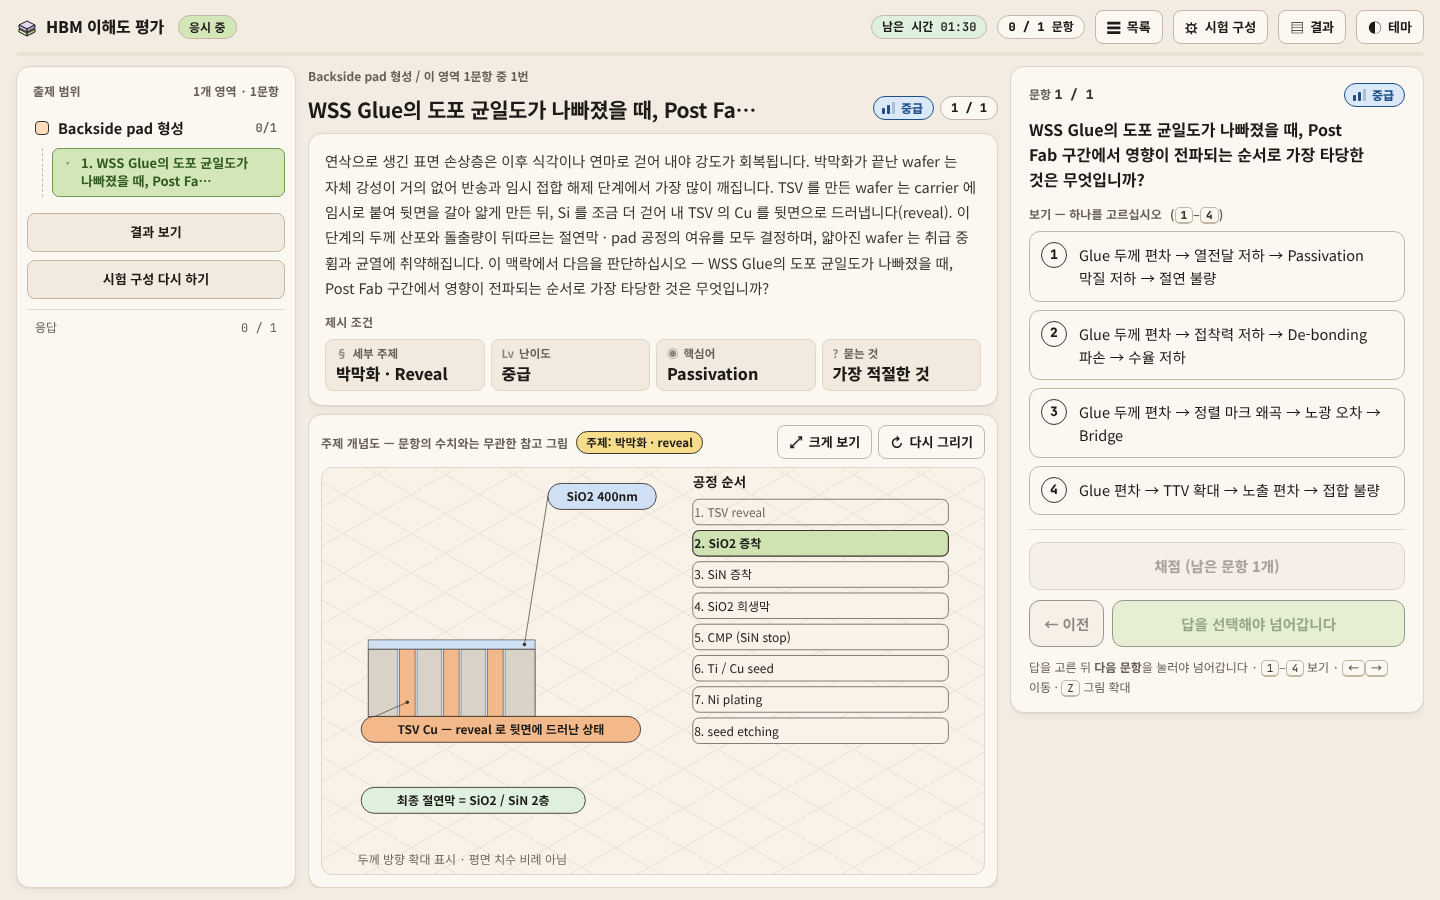 HBM 이해도 평가
응시 중
남은 시간 01:30
0 / 1 문항
목록
시험 구성
결과
테마
출제 범위
1개 영역 · 1문항
Backside pad 형성
0/1
· 1. WSS Glue의 도포 균일도가
나빠졌을 때, Post Fa…
결과 보기
시험 구성 다시 하기
응답
0 / 1
Backside pad 형성 / 이 영역 1문항 중 1번
WSS Glue의 도포 균일도가 나빠졌을 때, Post Fa…
중급
1 / 1
연삭으로 생긴 표면 손상층은 이후 식각이나 연마로 걷어 내야 강도가 회복됩니다. 박막화가 끝난 wafer 는
자체 강성이 거의 없어 반송과 임시 접합 해제 단계에서 가장 많이 깨집니다. TSV 를 만든 wafer 는 carrier 에
임시로 붙여 뒷면을 갈아 얇게 만든 뒤, Si 를 조금 더 걷어 내 TSV 의 Cu 를 뒷면으로 드러냅니다(reveal). 이
단계의 두께 산포와 돌출량이 뒤따르는 절연막 · pad 공정의 여유를 모두 결정하며, 얇아진 wafer 는 취급 중
휨과 균열에 취약해집니다. 이 맥락에서 다음을 판단하십시오 — WSS Glue의 도포 균일도가 나빠졌을 때,
Post Fab 구간에서 영향이 전파되는 순서로 가장 타당한 것은 무엇입니까?
제시 조건
§ 세부 주제
박막화 · Reveal
Lv 난이도
중급
◉ 핵심어
Passivation
? 묻는 것
가장 적절한 것
주제 개념도 — 문항의 수치와는 무관한 참고 그림
주제: 박막화 · reveal
크게 보기
다시 그리기
SiO2 400nm
TSV Cu — reveal 로 뒷면에 드러난 상태
최종 절연막 = SiO2 / SiN 2층
두께 방향 확대 표시 · 평면 치수 비례 아님
공정 순서
1. TSV reveal
2. SiO2 증착
3. SiN 증착
4. SiO2 희생막
5. CMP (SiN stop)
6. Ti / Cu seed
7. Ni plating
8. seed etching
문항 1 / 1
중급
WSS Glue의 도포 균일도가 나빠졌을 때, Post
Fab 구간에서 영향이 전파되는 순서로 가장 타당한
것은 무엇입니까?
보기 — 하나를 고르십시오 (1–4)
1 Glue 두께 편차 → 열전달 저하 → Passivation
막질 저하 → 절연 불량
2 Glue 두께 편차 → 접착력 저하 → De-bonding
파손 → 수율 저하
3 Glue 두께 편차 → 정렬 마크 왜곡 → 노광 오차 →
Bridge
4 Glue 편차 → TTV 확대 → 노출 편차 → 접합 불량
채점 (남은 문항 1개)
← 이전
답을 선택해야 넘어갑니다
답을 고른 뒤 다음 문항을 눌러야 넘어갑니다 · 1–4 보기 · ← →
이동 · Z 그림 확대